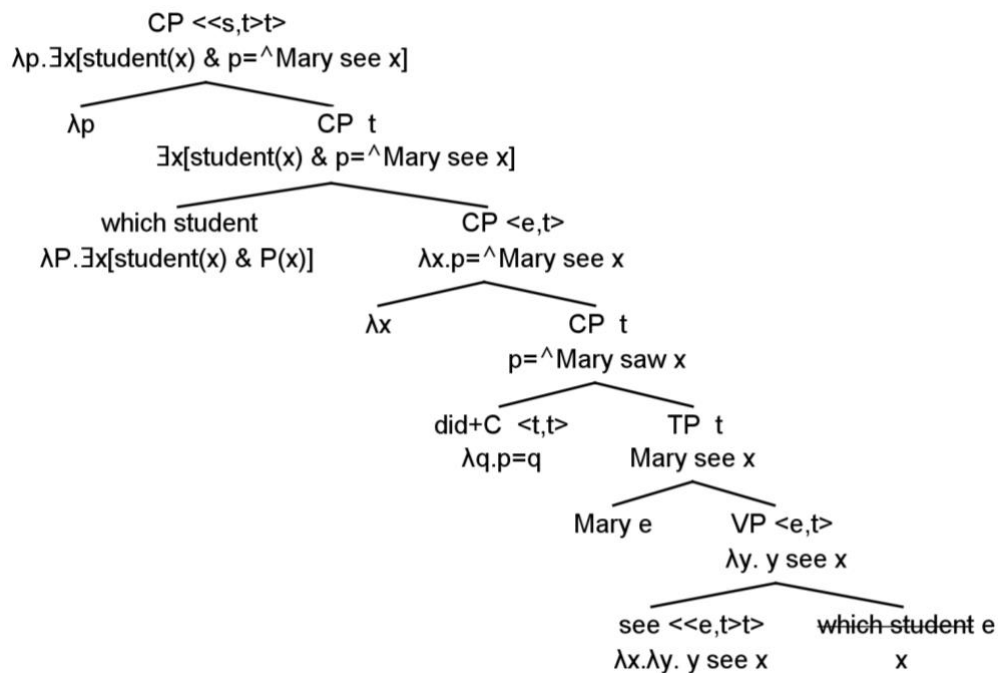 CP <<s,t>t>
λp.∃x[student(x) & p=^Mary see x]
λp
CP t
∃x[student(x) & p=^Mary see x]
which student
CP <e,t>
λP.∃x[student(x) & P(x)]
λx.p=^Mary see x
λx
CP t
p=^Mary saw x
did+C <t,t>
TP t
λq.p=q
Mary see x
Mary e
VP <e,t>
λy. y see x
see <<e,t>t>
which student e
λx.λy. y see x
x